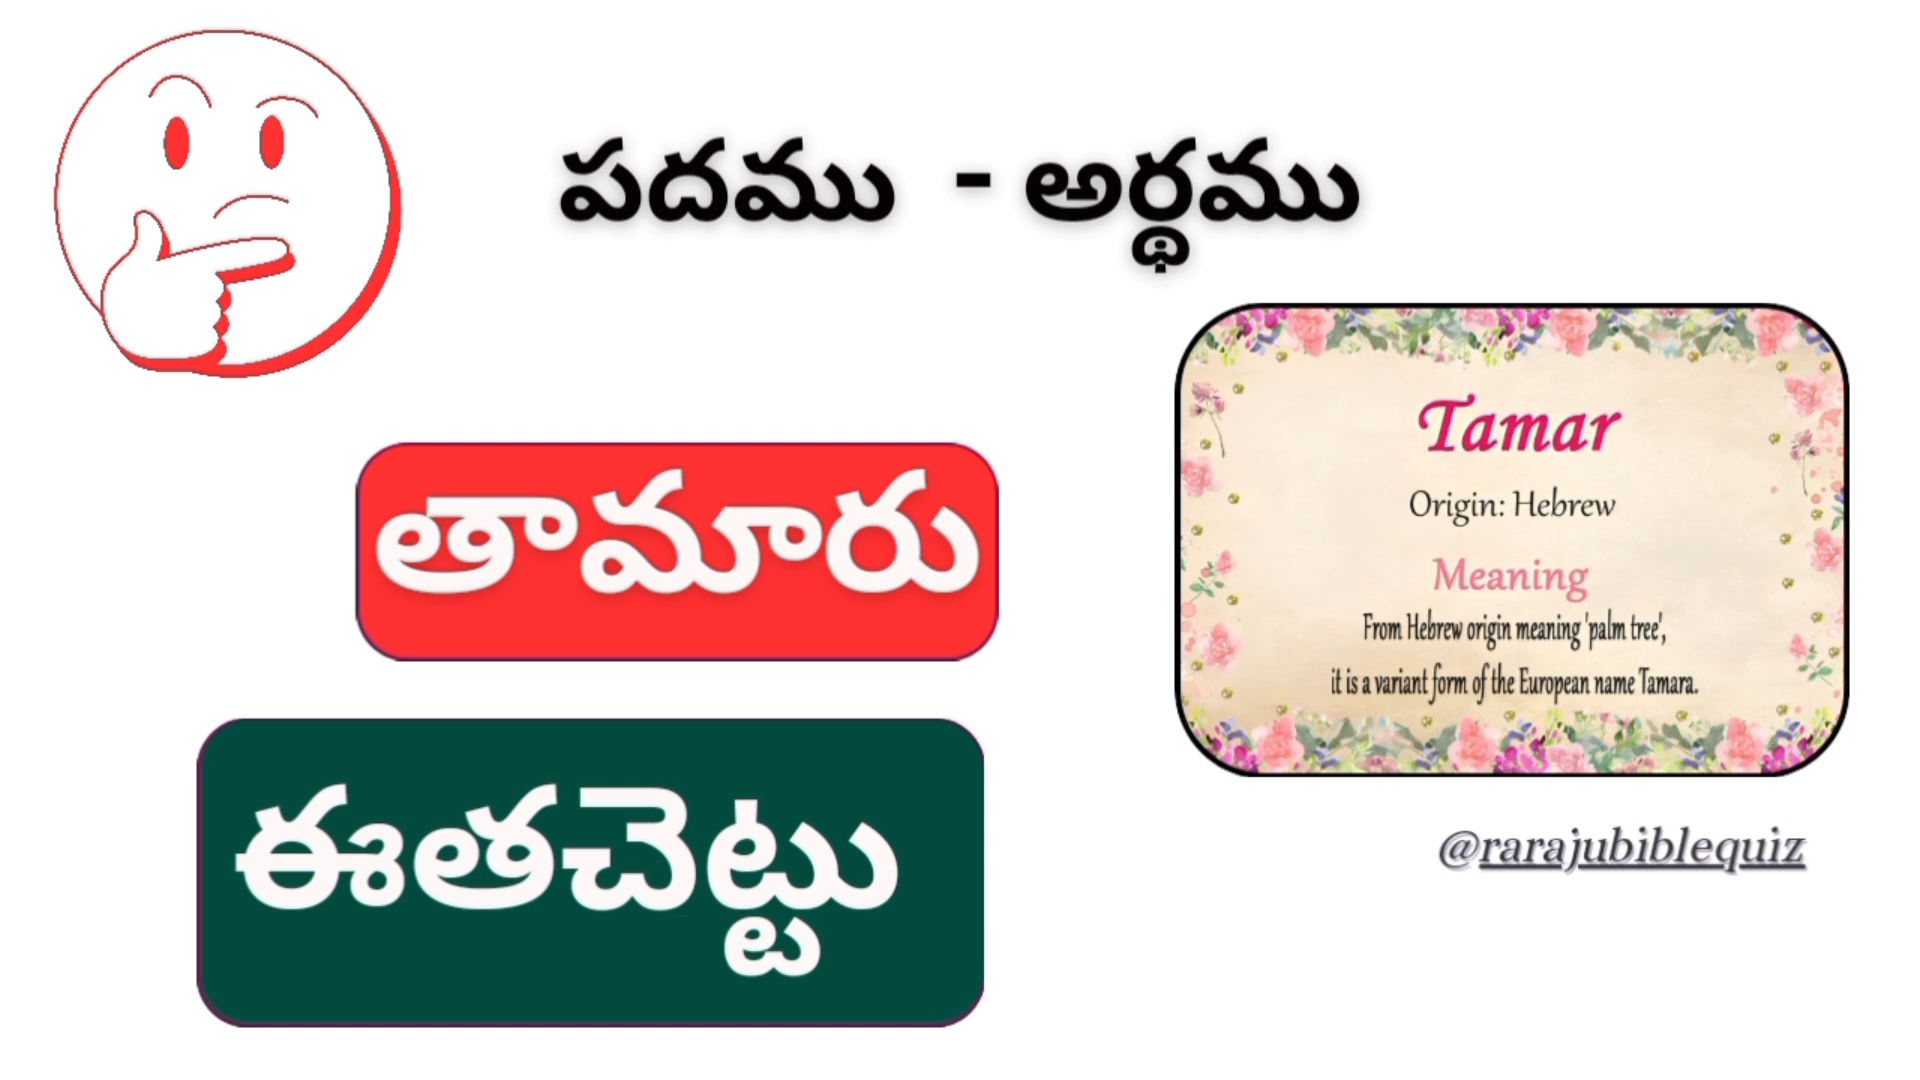 పదము - అర్థము
తామారు
ఈతచెట్టు
Tamar
Origin: Hebrew
Meaning
From Hebrew origin meaning 'palm tree',
it is a variant form of the European name Tamara.
@rarajubiblequiz